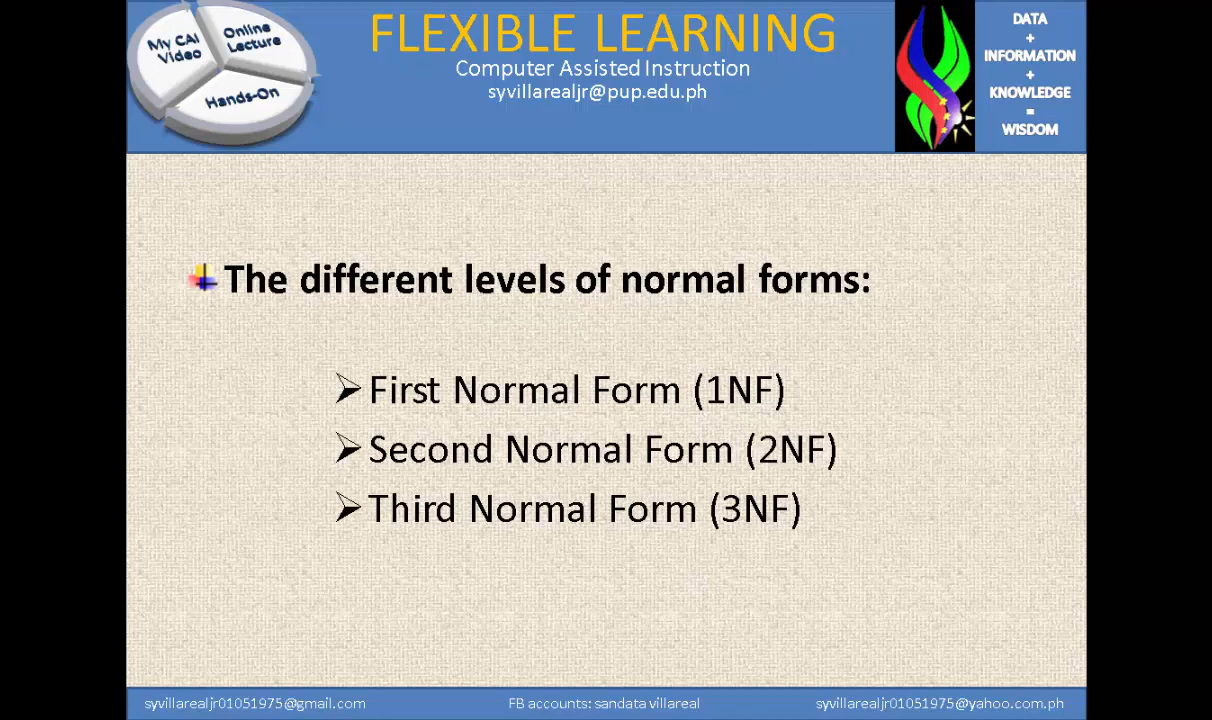 My CAI
Video
Online
Lecture
Hands-On
FLEXIBLE LEARNING
Computer Assisted Instruction
syvillarealjr@pup.edu.ph
DATA
+
INFORMATION
+
KNOWLEDGE
=
WISDOM
The different levels of normal forms:
First Normal Form (1NF)
Second Normal Form (2NF)
Third Normal Form (3NF)
syvillarealjr01051975@gmail.com
FB accounts: sandata villareal
syvillarealjr01051975@yahoo.com.ph